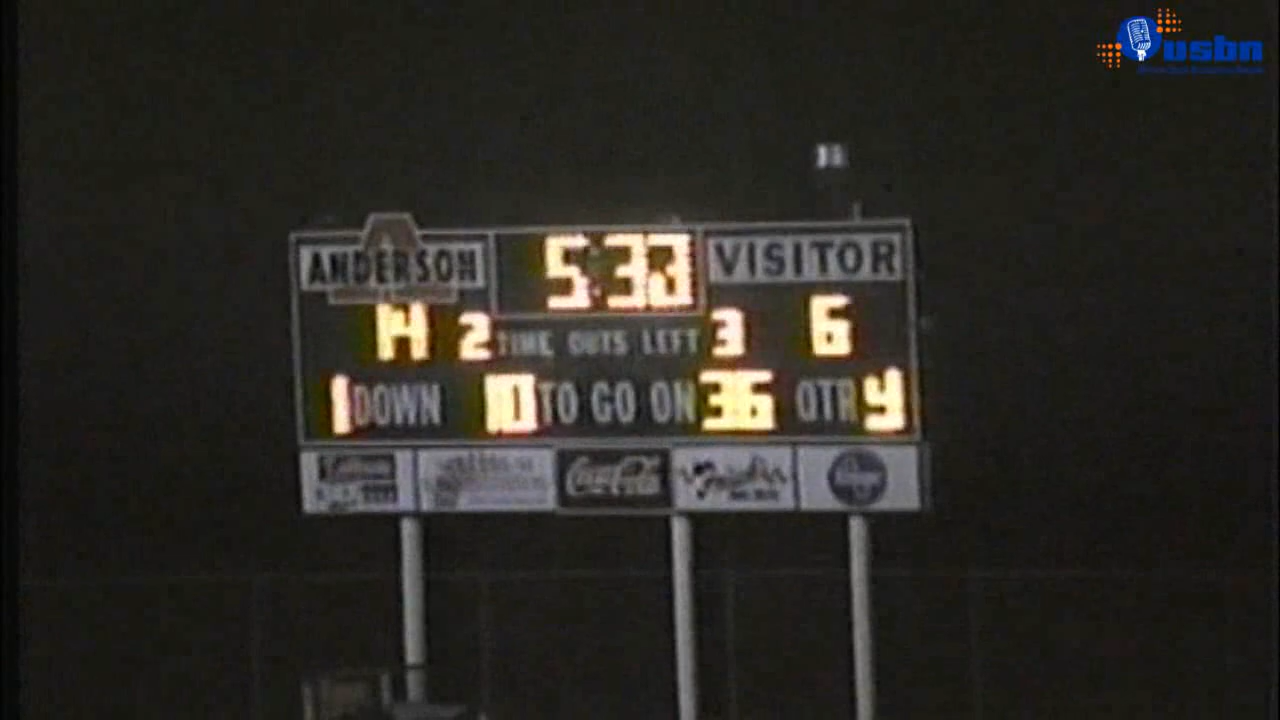 usbn
ANDERSON 5:33 VISITOR
14 2 TIME OUTS LEFT 3 6
1 DOWN 10 TO GO ON 36 QTR 4
Coca-Cola Kroger